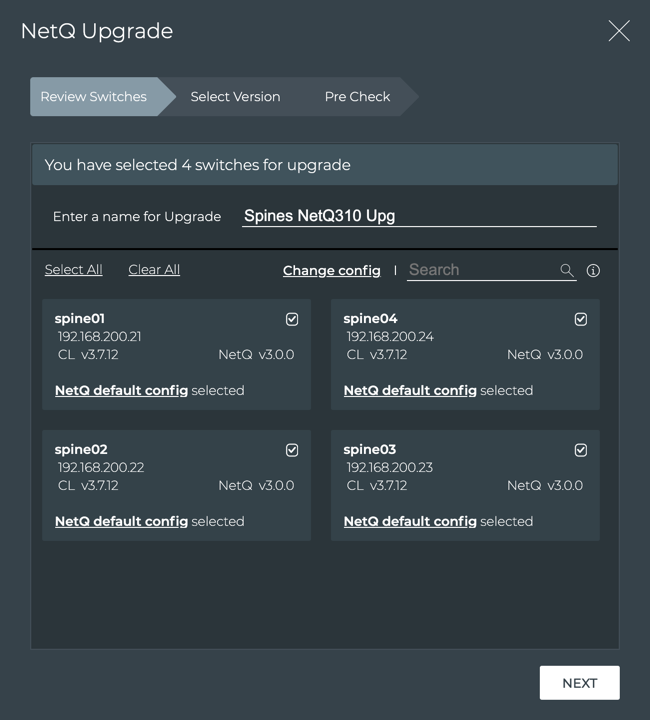 NetQ Upgrade
Review Switches Select Version Pre Check
You have selected 4 switches for upgrade
Enter a name for Upgrade Spines NetQ310 Upg
Select All Clear All Change config | Search
spine01
192.168.200.21
CL v3.7.12 NetQ v3.0.0
NetQ default config selected
spine04
192.168.200.24
CL v3.7.12 NetQ v3.0.0
NetQ default config selected
spine02
192.168.200.22
CL v3.7.12 NetQ v3.0.0
NetQ default config selected
spine03
192.168.200.23
CL v3.7.12 NetQ v3.0.0
NetQ default config selected
NEXT